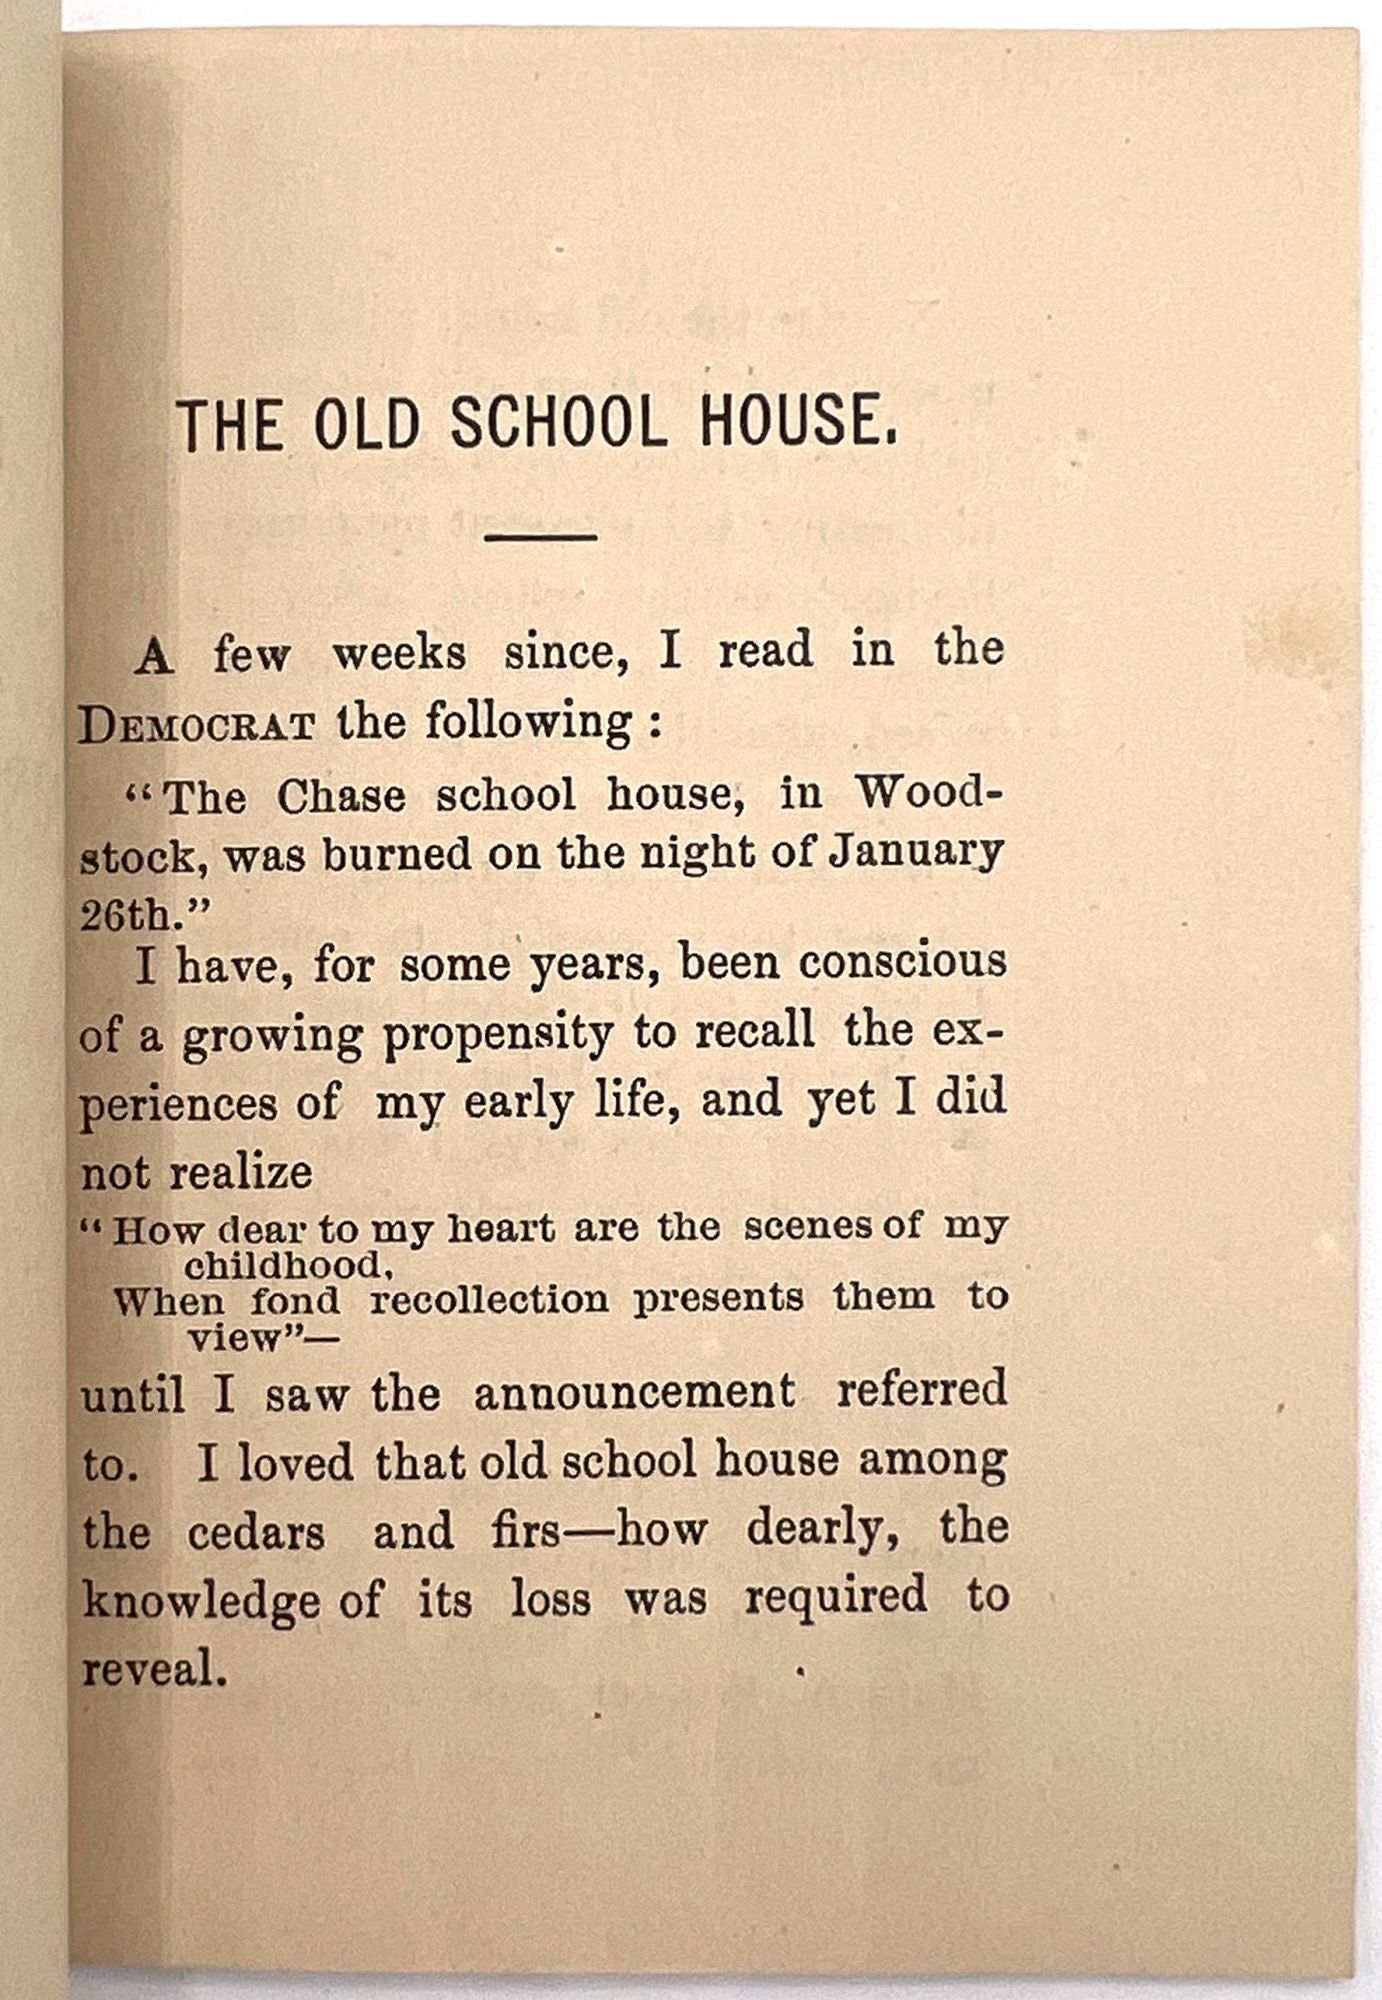 THE OLD SCHOOL HOUSE.
A few weeks since, I read in the
DEMOCRAT the following :
“The Chase school house, in Wood-
stock, was burned on the night of January
26th.”
I have, for some years, been conscious
of a growing propensity to recall the ex-
periences of my early life, and yet I did
not realize
“How dear to my heart are the scenes of my
childhood,
When fond recollection presents them to
view”—
until I saw the announcement referred
to. I loved that old school house among
the cedars and firs—how dearly, the
knowledge of its loss was required to
reveal.